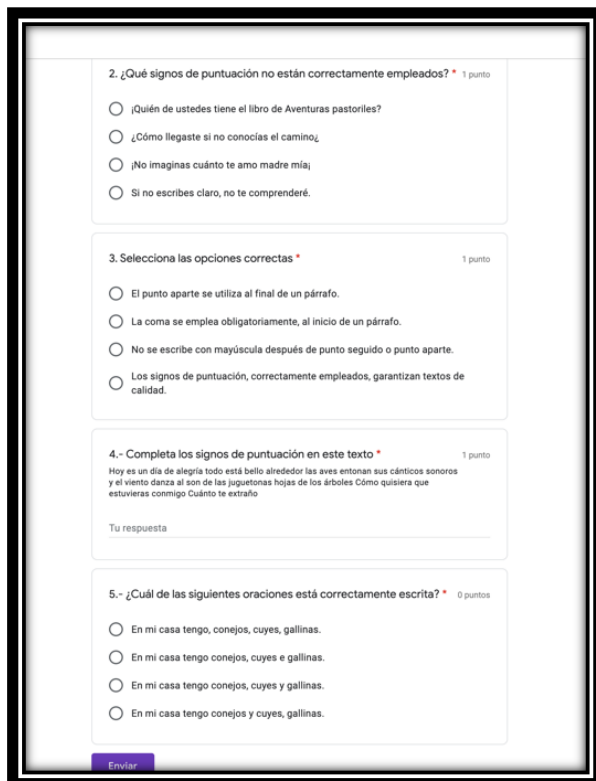 2. ¿Qué signos de puntuación no están correctamente empleados? * 1 punto
¡Quién de ustedes tiene el libro de Aventuras pastoriles?
¿Cómo llegaste si no conocías el camino¿
¡No imaginas cuánto te amo madre mía¡
Si no escribes claro, no te comprenderé.
3. Selecciona las opciones correctas * 1 punto
El punto aparte se utiliza al final de un párrafo.
La coma se emplea obligatoriamente, al inicio de un párrafo.
No se escribe con mayúscula después de punto seguido o punto aparte.
Los signos de puntuación, correctamente empleados, garantizan textos de
calidad.
4.- Completa los signos de puntuación en este texto * 1 punto
Hoy es un día de alegría todo está bello alrededor las aves entonan sus cánticos sonoros
y el viento danza al son de las juguetonas hojas de los árboles Cómo quisiera que
estuvieras conmigo Cuánto te extraño
Tu respuesta
5.- ¿Cuál de las siguientes oraciones está correctamente escrita? * 0 puntos
En mi casa tengo, conejos, cuyes, gallinas.
En mi casa tengo conejos, cuyes e gallinas.
En mi casa tengo conejos, cuyes y gallinas.
En mi casa tengo conejos y cuyes, gallinas.
Enviar